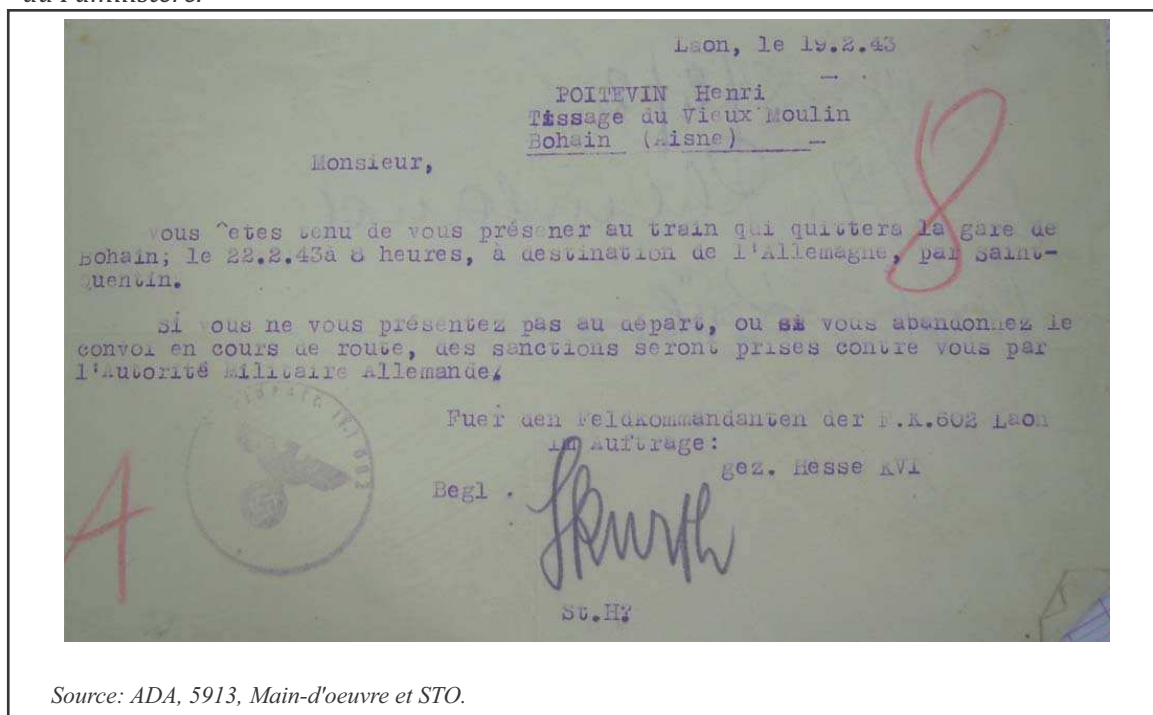 Laon, le 19.2.43
POITEVIN Henri
Tissage du Vieux Moulin
Bohain (Aisne)
Monsieur,
vous ^etes tenu de vous présener au train qui quittera la gare de
Bohain; le 22.2.43à 8 heures, à destination de l'Allemagne, par Saint-
Quentin.
Si vous ne vous présentez pas au départ, ou si vous abandonnez le
convoi en cours de route, des sanctions seront prises contre vous par
l'Autorité Militaire Allemande.
Fuer den Feldkommandanten der F.K.602 Laon
Im Auftrage:
gez. Hesse KVI
Begl.
8
A
St.H?
Source: ADA, 5913, Main-d'oeuvre et STO.